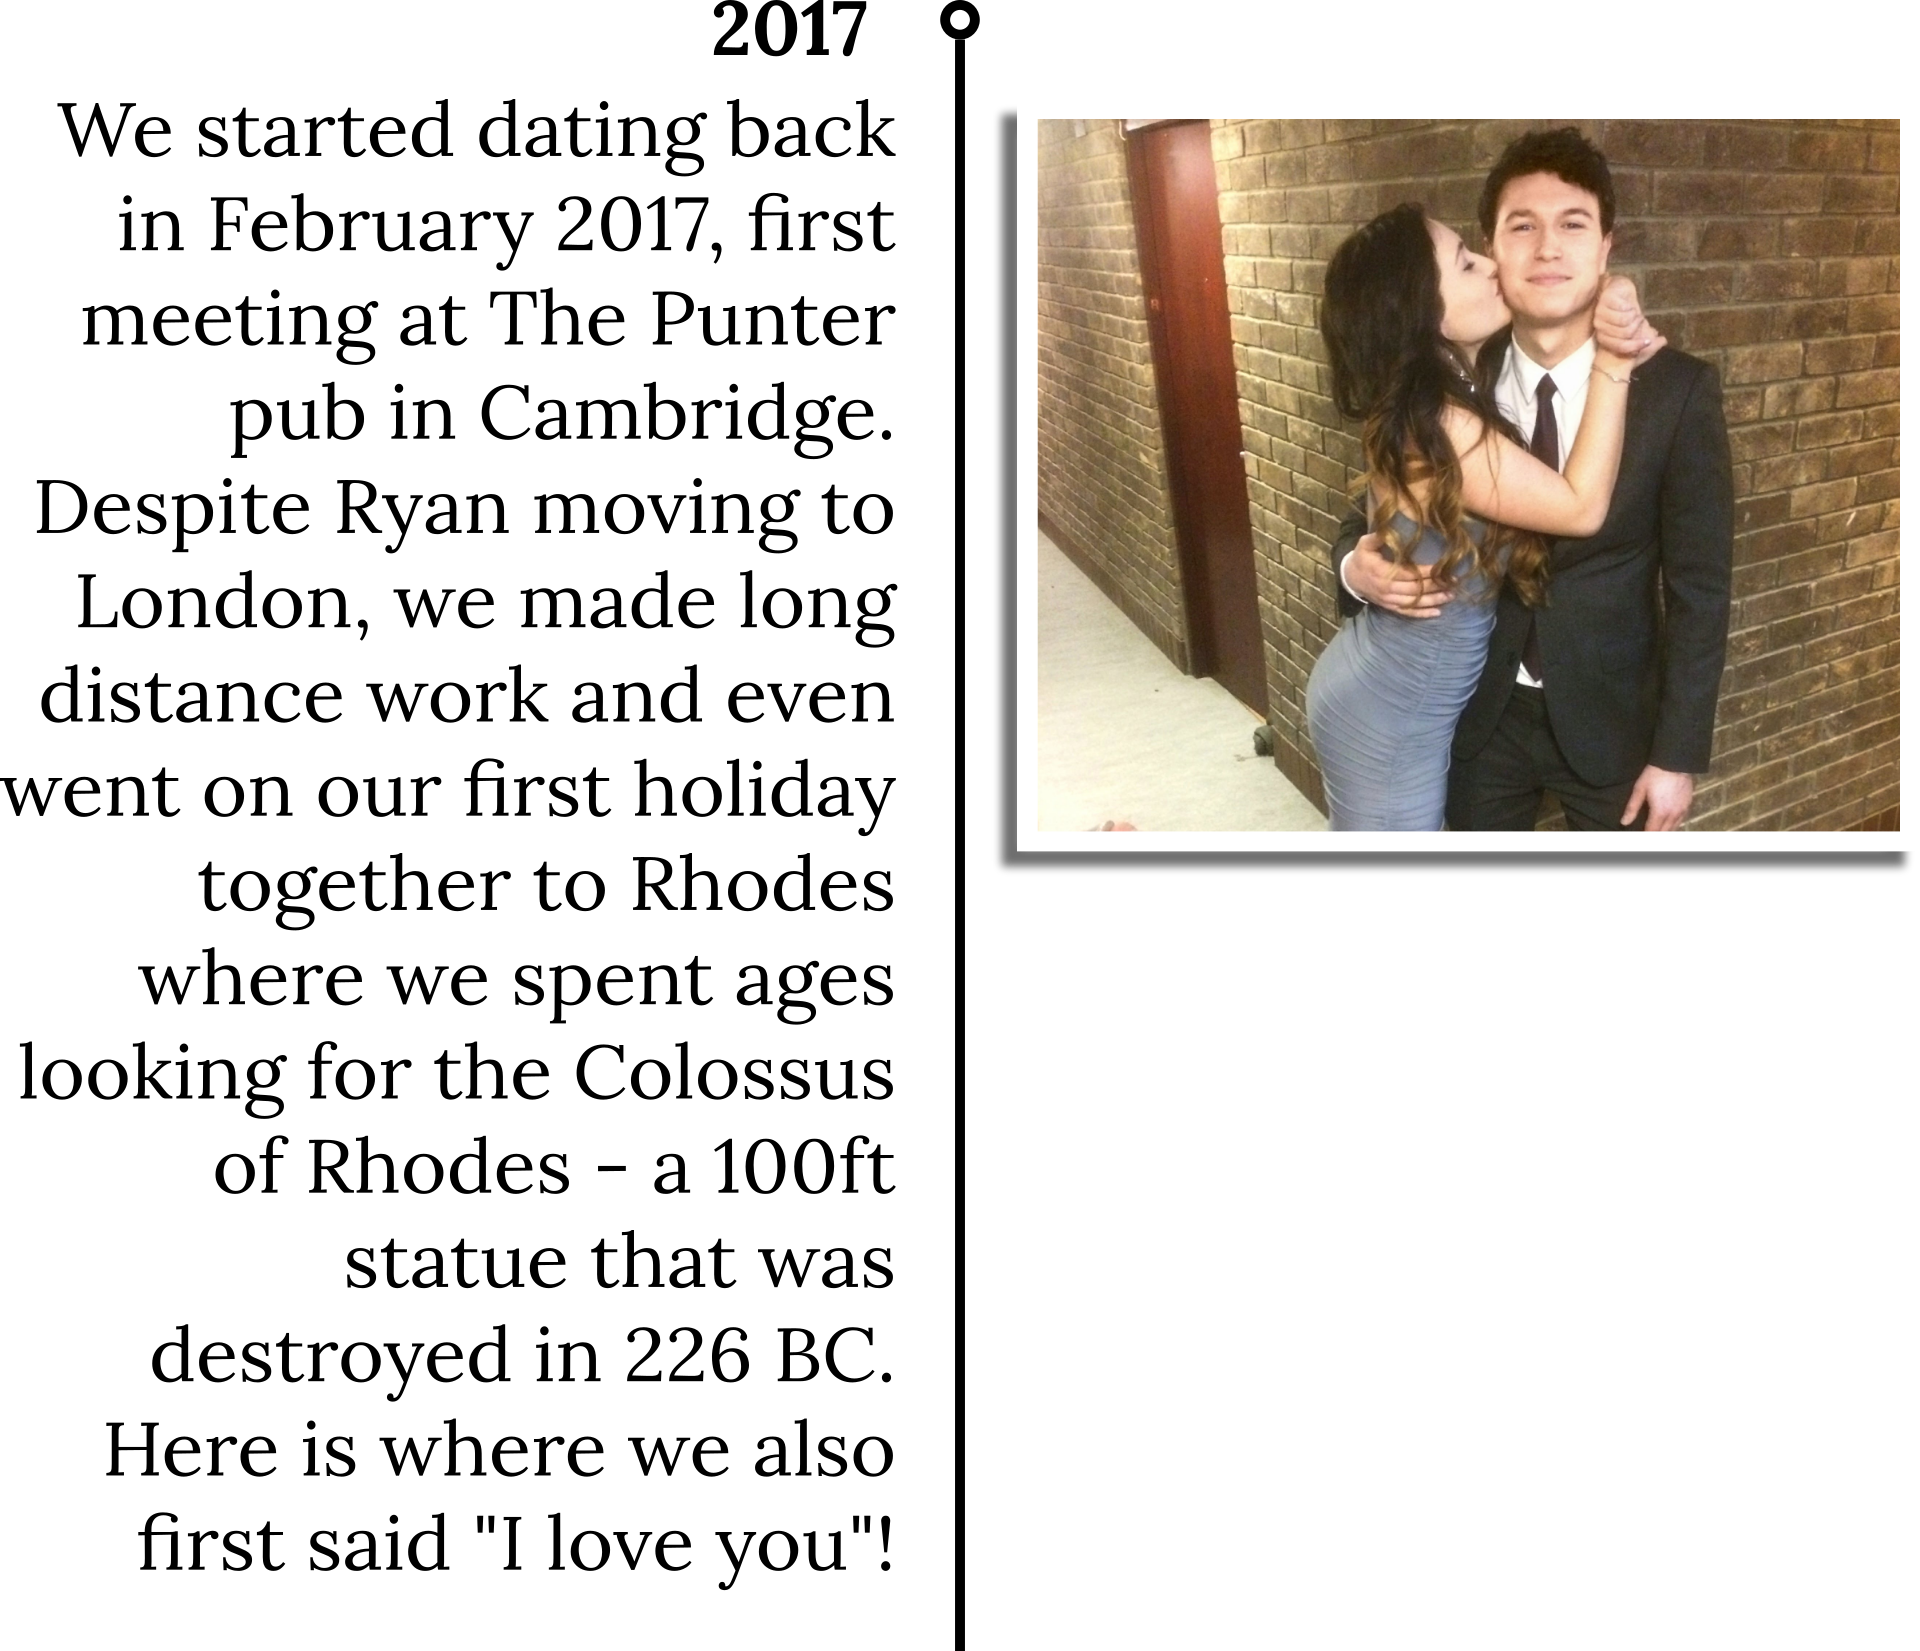 2017
We started dating back
in February 2017, first
meeting at The Punter
pub in Cambridge.
Despite Ryan moving to
London, we made long
distance work and even
went on our first holiday
together to Rhodes
where we spent ages
looking for the Colossus
of Rhodes - a 100ft
statue that was
destroyed in 226 BC.
Here is where we also
first said "I love you"!